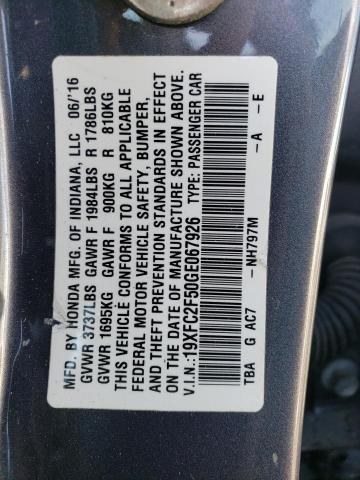 MFD. BY HONDA MFG. OF INDIANA, LLC 06/'16
GVWR 3737LBS GAWR F 1984LBS R 1786LBS
GVWR 1695KG GAWR F 900KG R 810KG
THIS VEHICLE CONFORMS TO ALL APPLICABLE
FEDERAL MOTOR VEHICLE SAFETY, BUMPER,
AND THEFT PREVENTION STANDARDS IN EFFECT
ON THE DATE OF MANUFACTURE SHOWN ABOVE.
V.I.N.:19XFC2F50GE067926 TYPE: PASSENGER CAR
TBA G AC7 -NH797M -A -E